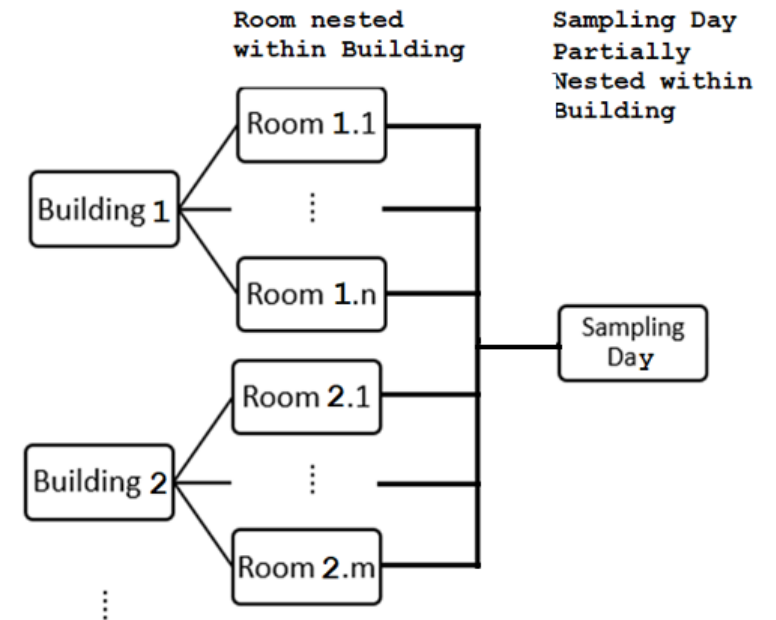 Room nested
within Building
Sampling Day
Partially
Nested within
Building
Room 1.1
Building 1
Room 1.n
Sampling
Day
Room 2.1
Building 2
Room 2.m